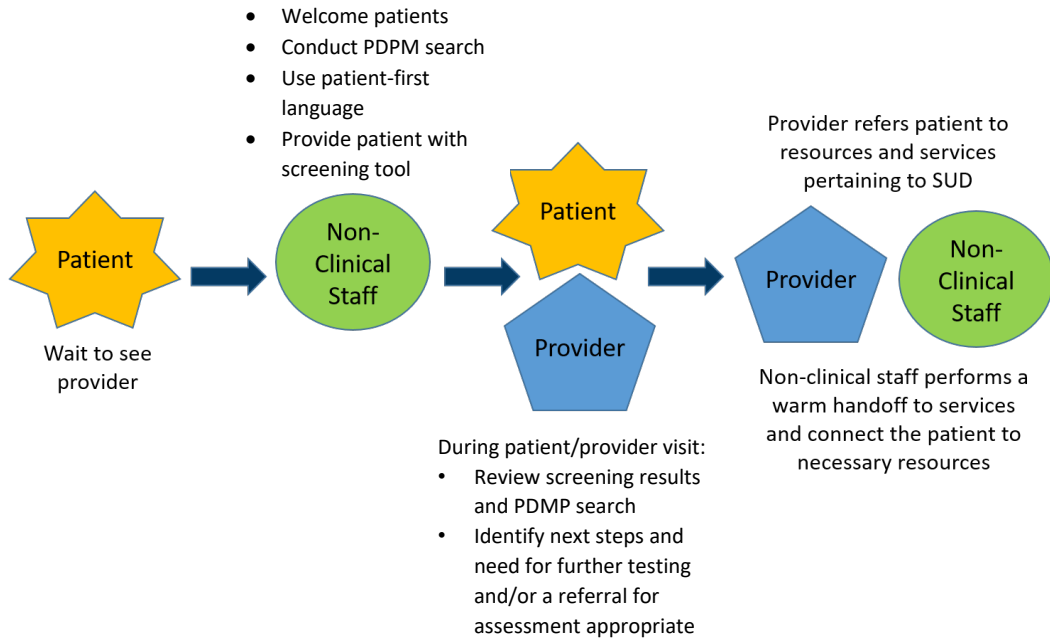 Patient
Wait to see
provider
• Welcome patients
• Conduct PDPM search
• Use patient-first
language
• Provide patient with
screening tool
Non-
Clinical
Staff
Patient
Provider
During patient/provider visit:
• Review screening results
and PDMP search
• Identify next steps and
need for further testing
and/or a referral for
assessment appropriate
Provider refers patient to
resources and services
pertaining to SUD
Provider
Non-
Clinical
Staff
Non-clinical staff performs a
warm handoff to services
and connect the patient to
necessary resources